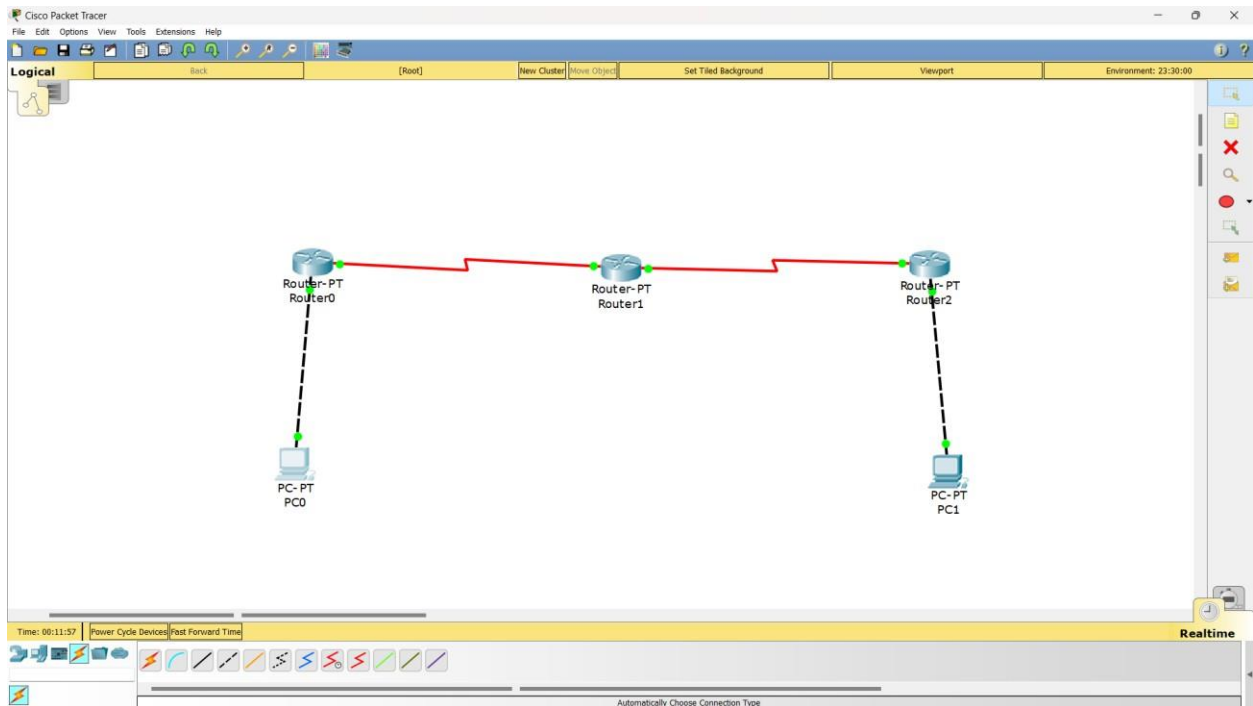 Cisco Packet Tracer
File Edit Options View Tools Extensions Help
Logical Back [Root] New Cluster Move Object Set Tiled Background Viewport Environment: 23:30:00
Router-PT
Router0
Router-PT
Router1
Router-PT
Router2
PC-PT
PC0
PC-PT
PC1
Time: 00:11:57 Power Cycle Devices Fast Forward Time Realtime
Automatically Choose Connection Type